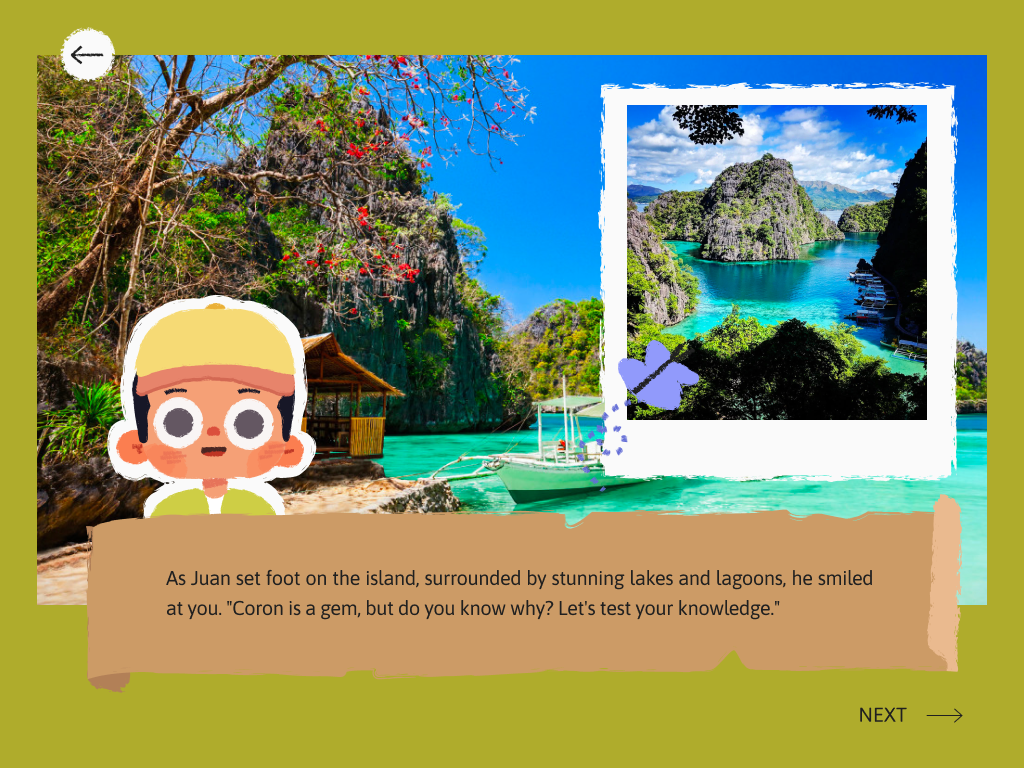 As Juan set foot on the island, surrounded by stunning lakes and lagoons, he smiled
at you. "Coron is a gem, but do you know why? Let's test your knowledge."
NEXT